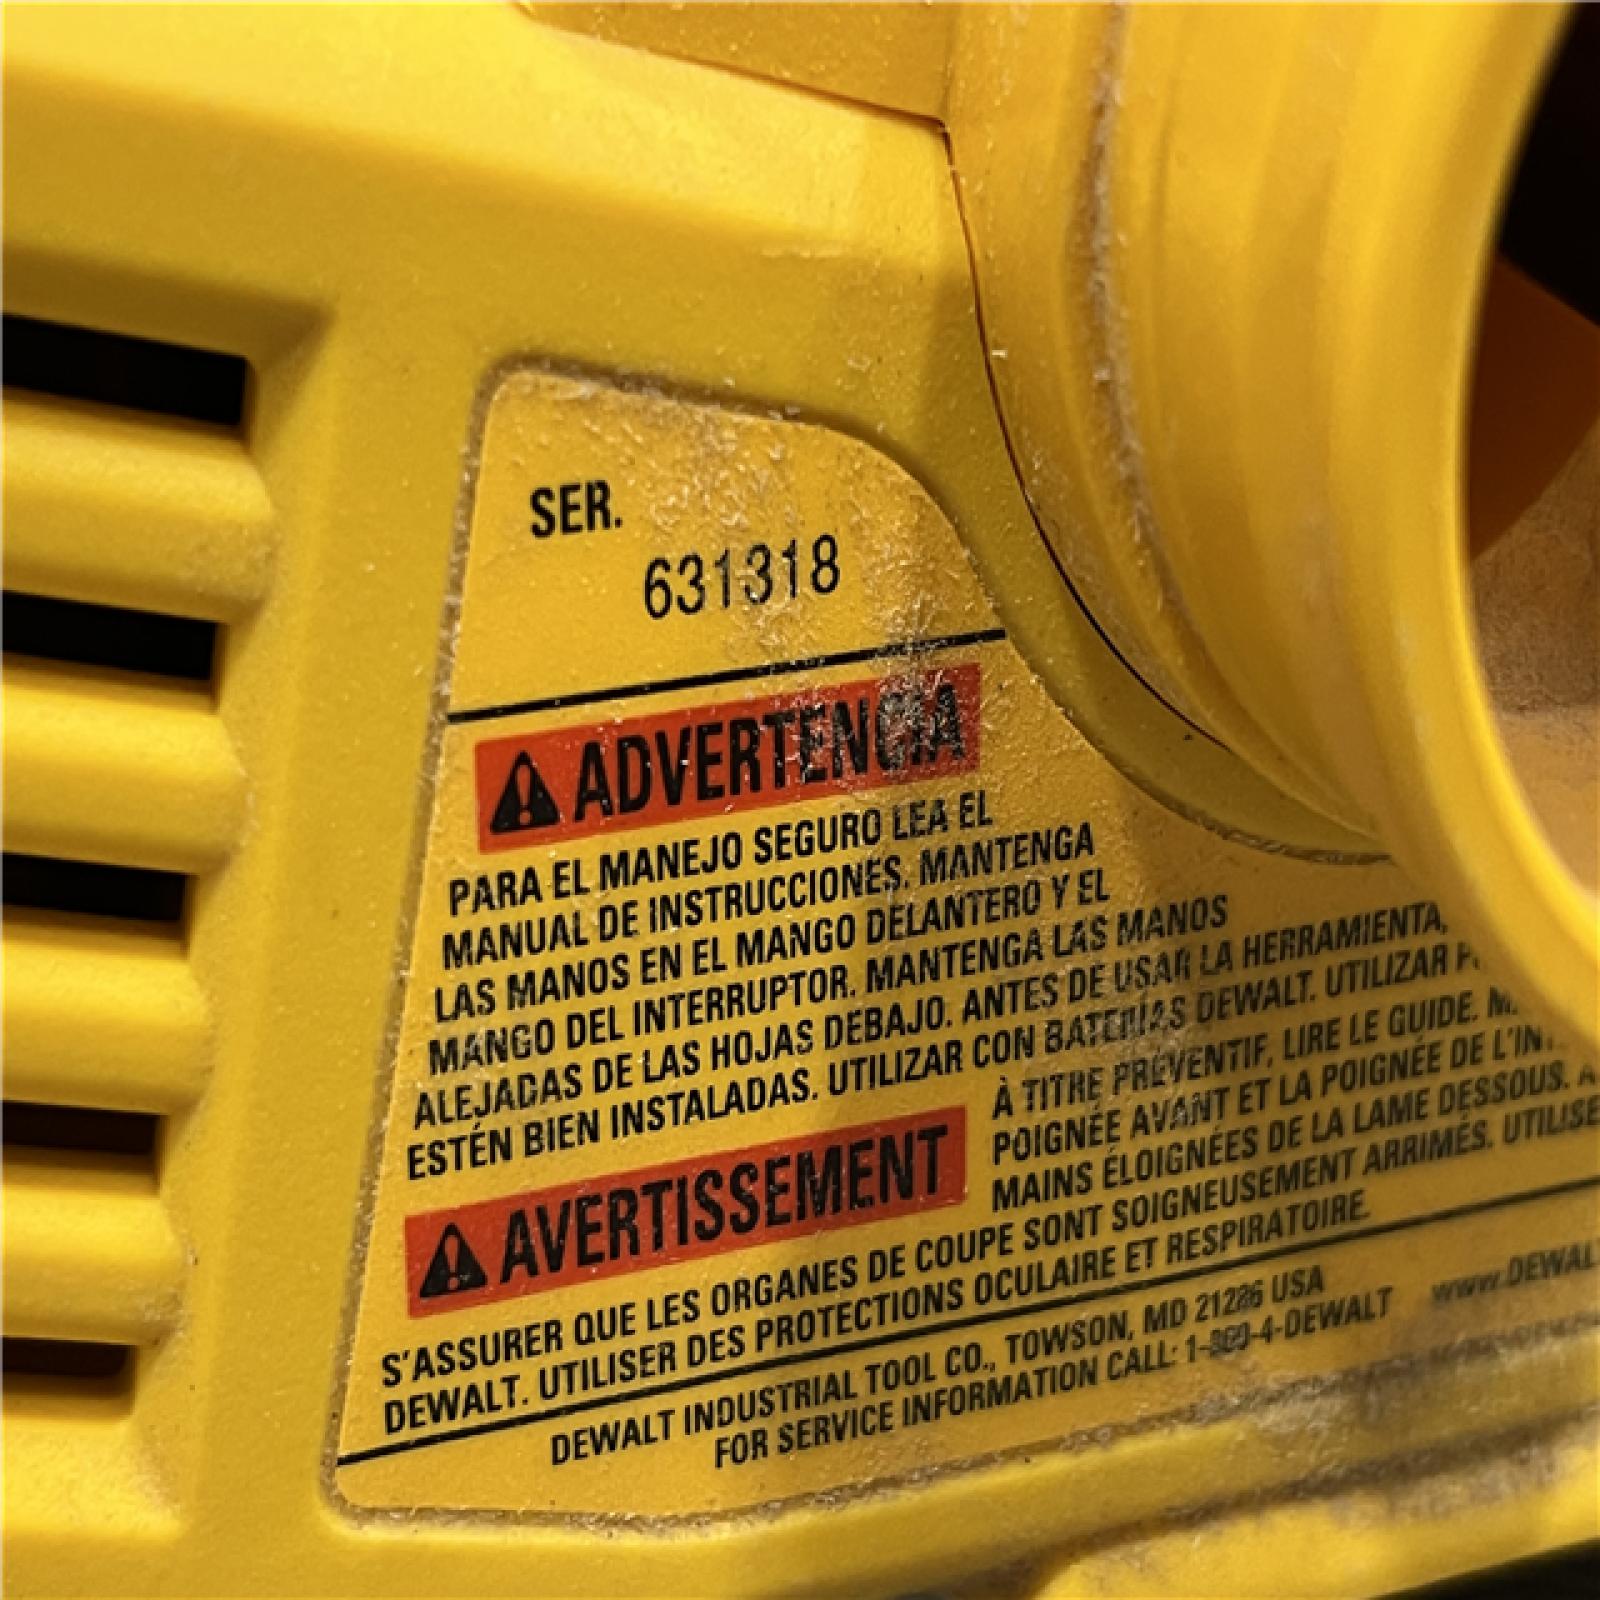 SER.
631318
ADVERTENCIA
PARA EL MANEJO SEGURO LEA EL
MANUAL DE INSTRUCCIONES. MANTENGA
LAS MANOS EN EL MANGO DELANTERO Y EL
MANGO DEL INTERRUPTOR. MANTENGA LAS MANOS
ALEJADAS DE LAS HOJAS DEBAJO. ANTES DE USAR LA HERRAMIENTA,
ESTÉN BIEN INSTALADAS. UTILIZAR CON BATERÍAS DEWALT. UTILIZAR
AVERTISSEMENT
À TITRE PRÉVENTIF, LIRE LE GUIDE.
POIGNÉE AVANT ET LA POIGNÉE DE
MAINS ÉLOIGNÉES DE LA LAME DESSOUS.
S'ASSURER QUE LES ORGANES DE COUPE SONT SOIGNEUSEMENT ARRIMÉS.
DEWALT. UTILISER DES PROTECTIONS OCULAIRE ET RESPIRATOIRE.
DEWALT INDUSTRIAL TOOL CO., TOWSON, MD 21286 USA
FOR SERVICE INFORMATION CALL: 1-800-4-DEWALT